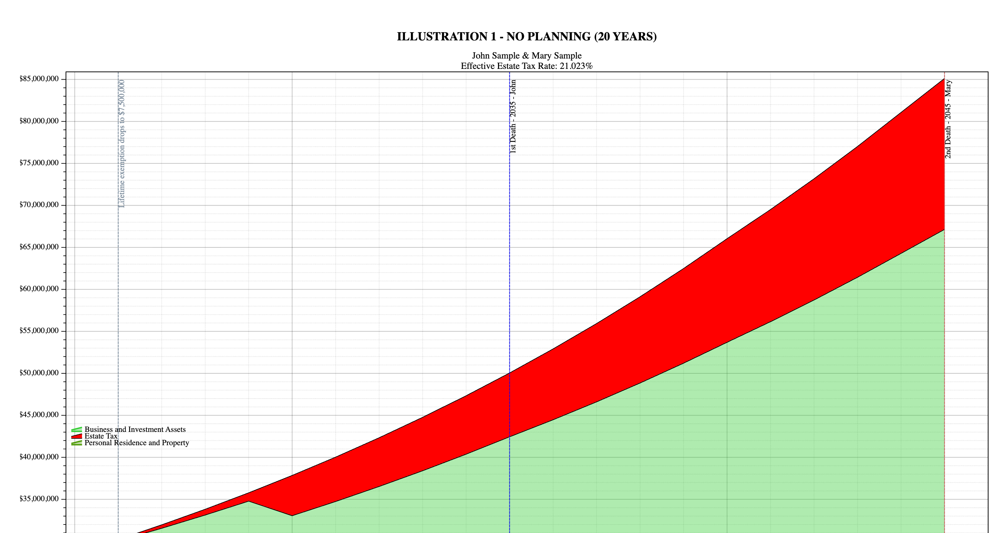 ILLUSTRATION 1 - NO PLANNING (20 YEARS)
John Sample & Mary Sample
Effective Estate Tax Rate: 21.023%
$85,000,000
$80,000,000
$75,000,000
$70,000,000
$65,000,000
$60,000,000
$55,000,000
$50,000,000
$45,000,000
$40,000,000
$35,000,000
Lifetime exemption drops to $7,500,000
1st Death - 2035 - John
2nd Death - 2045 - Mary
Business and Investment Assets
Estate Tax
Personal Residence and Property